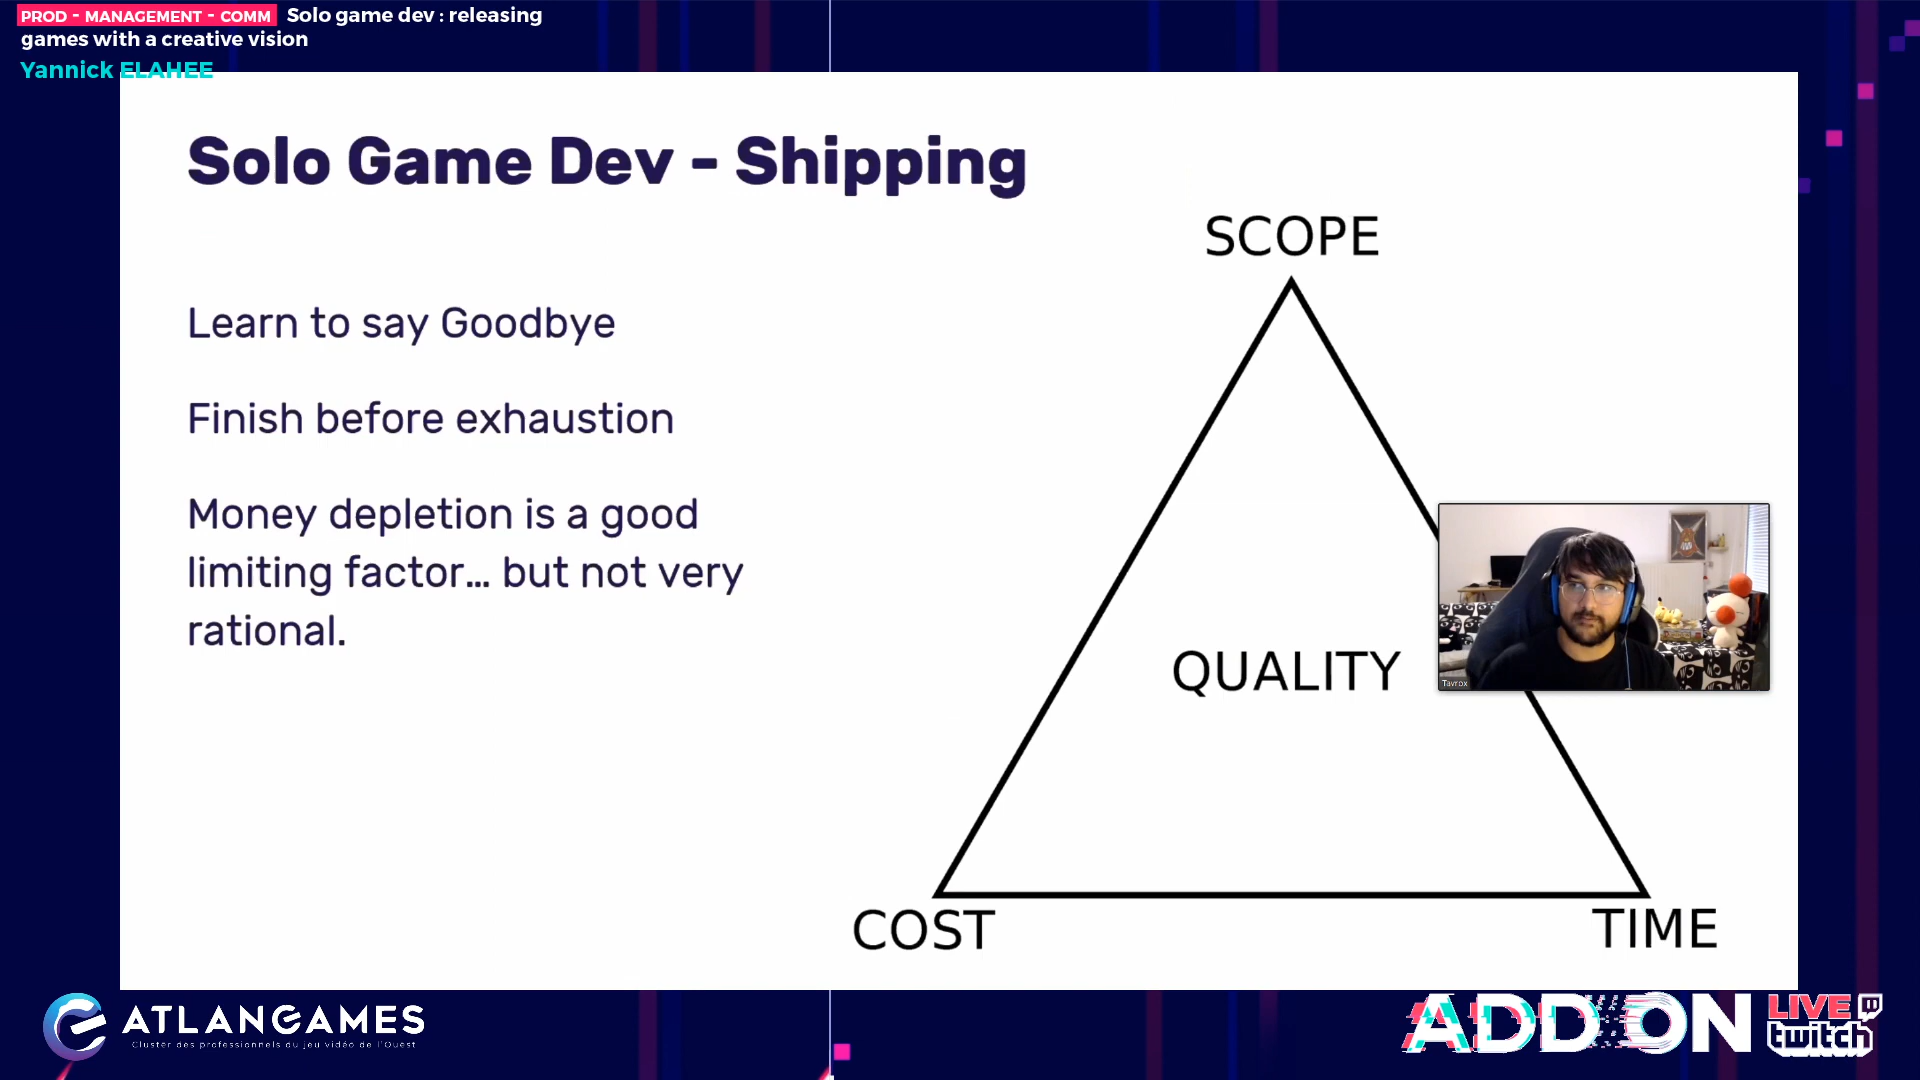 PROD - MANAGEMENT - COMM Solo game dev : releasing
games with a creative vision
Yannick ELAHEE
Solo Game Dev - Shipping
SCOPE
Learn to say Goodbye
Finish before exhaustion
Money depletion is a good
limiting factor... but not very
rational.
QUALITY
Tavrox
COST
TIME
ATLANGAMES
Cluster des professionnels du jeu vidéo de l'Ouest
ADDON
LIVE
twitch